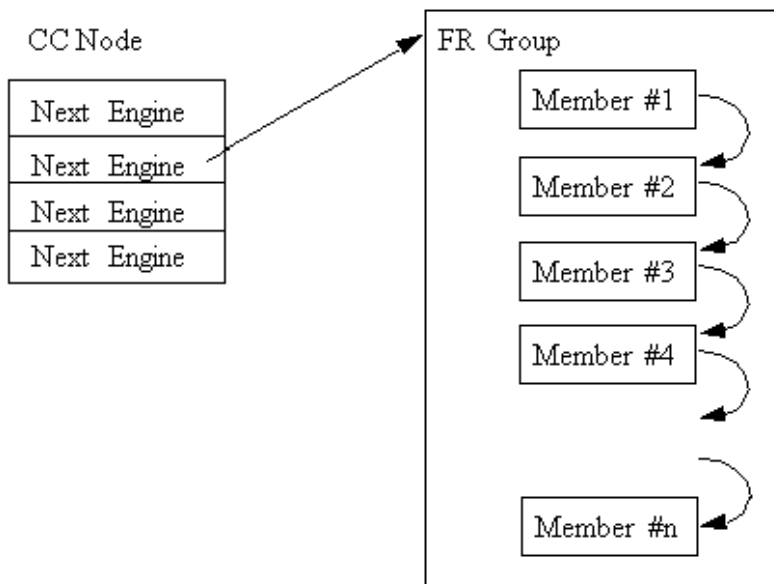 CC Node
Next Engine
Next Engine
Next Engine
Next Engine
FR Group
Member #1
Member #2
Member #3
Member #4
Member #n